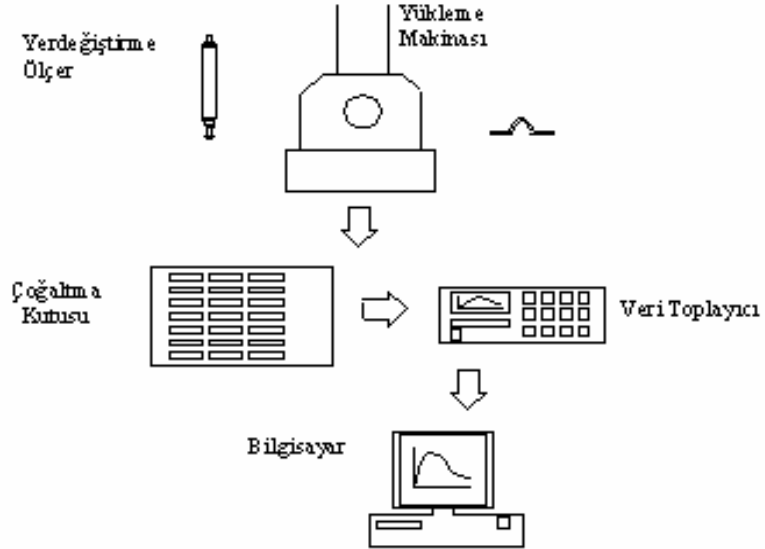 Yerdeğiştirme
Ölçer
Yükleme
Makinası
Çoğaltma
Kutusu
Veri Toplayıcı
Bilgisayar